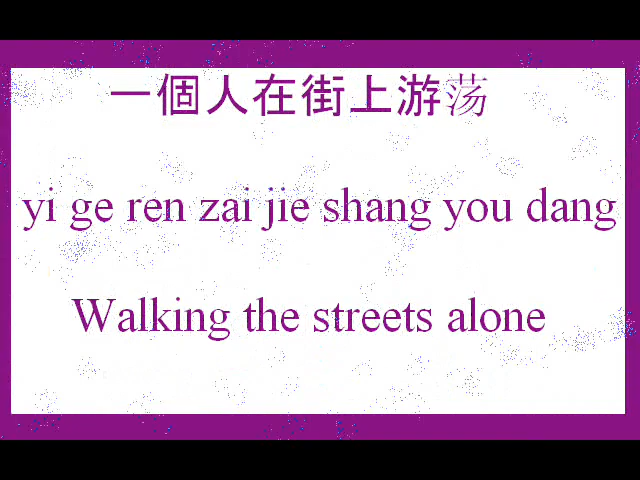 一個人在街上游荡
yi ge ren zai jie shang you dang
Walking the streets alone